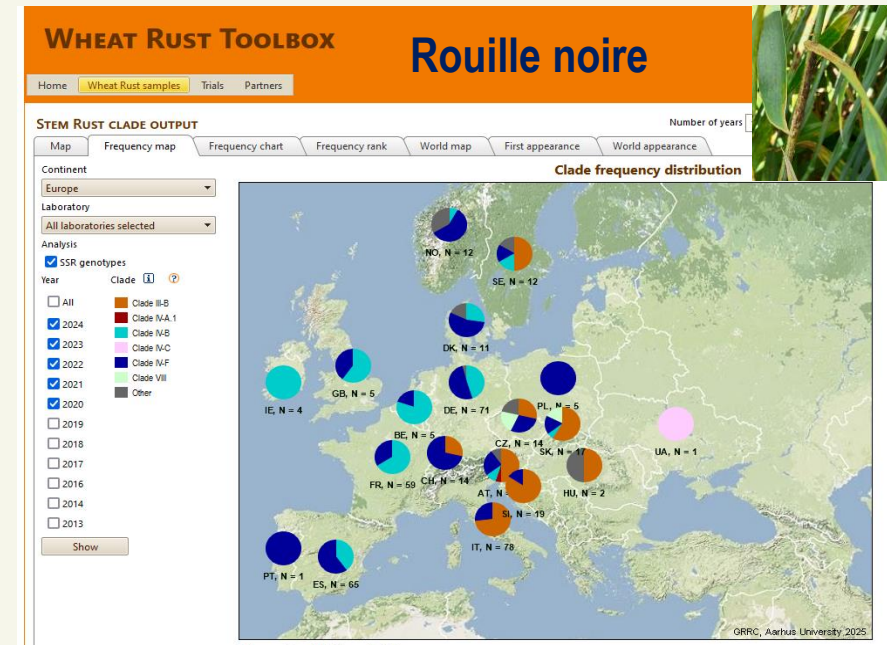 WHEAT RUST TOOLBOX
Rouille noire
Home Wheat Rust samples Trials Partners
STEM RUST CLADE OUTPUT
Number of years
Map Frequency map Frequency chart Frequency rank World map First appearance World appearance
Continent
Europe
Laboratory
All laboratories selected
Analysis
SSR genotypes
Year Clade i ?
All
2024
2023
2022
2021
2020
2019
2018
2017
2016
2014
2013
Show
Clade III-B
Clade IV-A.1
Clade IV-B
Clade IV-C
Clade IV-F
Clade VIII
Other
Clade frequency distribution
NO, N = 12
SE, N = 12
DK, N = 11
GB, N = 5
IE, N = 4
DE, N = 71
PL, N = 5
BE, N = 5
CZ, N = 14
SK, N = 17
UA, N = 1
FR, N = 59
CH, N = 14
AT, N =
HU, N = 2
SI, N = 19
IT, N = 78
PT, N = 1
ES, N = 65
GRRC, Aarhus University 2025